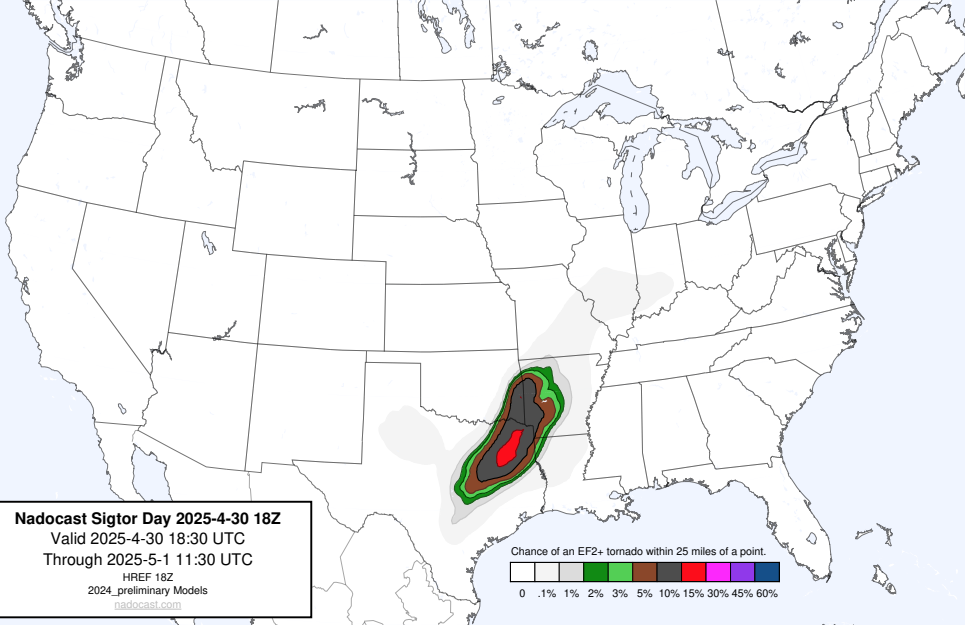 Nadocast Sigtor Day 2025-4-30 18Z
Valid 2025-4-30 18:30 UTC
Through 2025-5-1 11:30 UTC
HREF 18Z
2024_preliminary Models
nadocast.com
Chance of an EF2+ tornado within 25 miles of a point.
0 .1% 1% 2% 3% 5% 10% 15% 30% 45% 60%